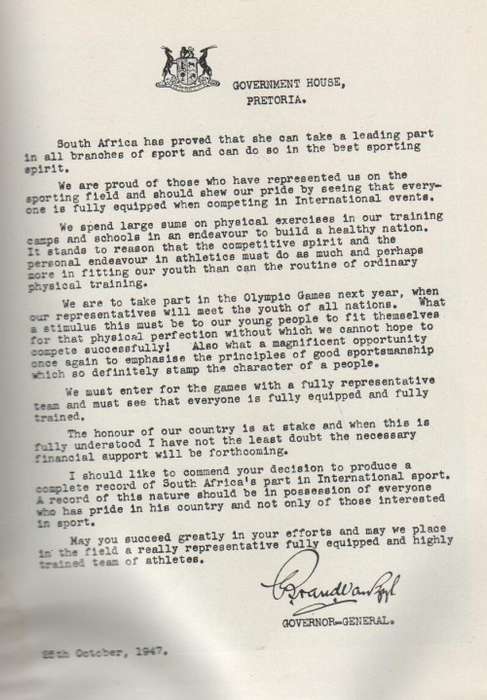 GOVERNMENT HOUSE,
PRETORIA.
South Africa has proved that she can take a leading part
in all branches of sport and can do so in the best sporting
spirit.
We are proud of those who have represented us on the
sporting field and should shew our pride by seeing that every-
one is fully equipped when competing in International events.
We spend large sums on physical exercises in our training
camps and schools in an endeavour to build a healthy nation.
It stands to reason that the competitive spirit and the
personal endeavour in athletics must do as much and perhaps
more in fitting our youth than can the routine of ordinary
physical training.
We are to take part in the Olympic Games next year, when
our representatives will meet the youth of all nations. What
a stimulus this must be to our young people to fit themselves
for that physical perfection without which we cannot hope to
compete successfully! Also what a magnificent opportunity
once again to emphasise the principles of good sportsmanship
which so definitely stamp the character of a people.
We must enter for the games with a fully representative
team and must see that everyone is fully equipped and fully
trained.
The honour of our country is at stake and when this is
fully understood I have not the least doubt the necessary
financial support will be forthcoming.
I should like to commend your decision to produce a
complete record of South Africa's part in International sport.
A record of this nature should be in possession of everyone
who has pride in his country and not only of those interested
in sport.
May you succeed greatly in your efforts and may we place
in the field a really representative fully equipped and highly
trained team of athletes.
G Brand van Zyl
GOVERNOR-GENERAL.
October, 1947.